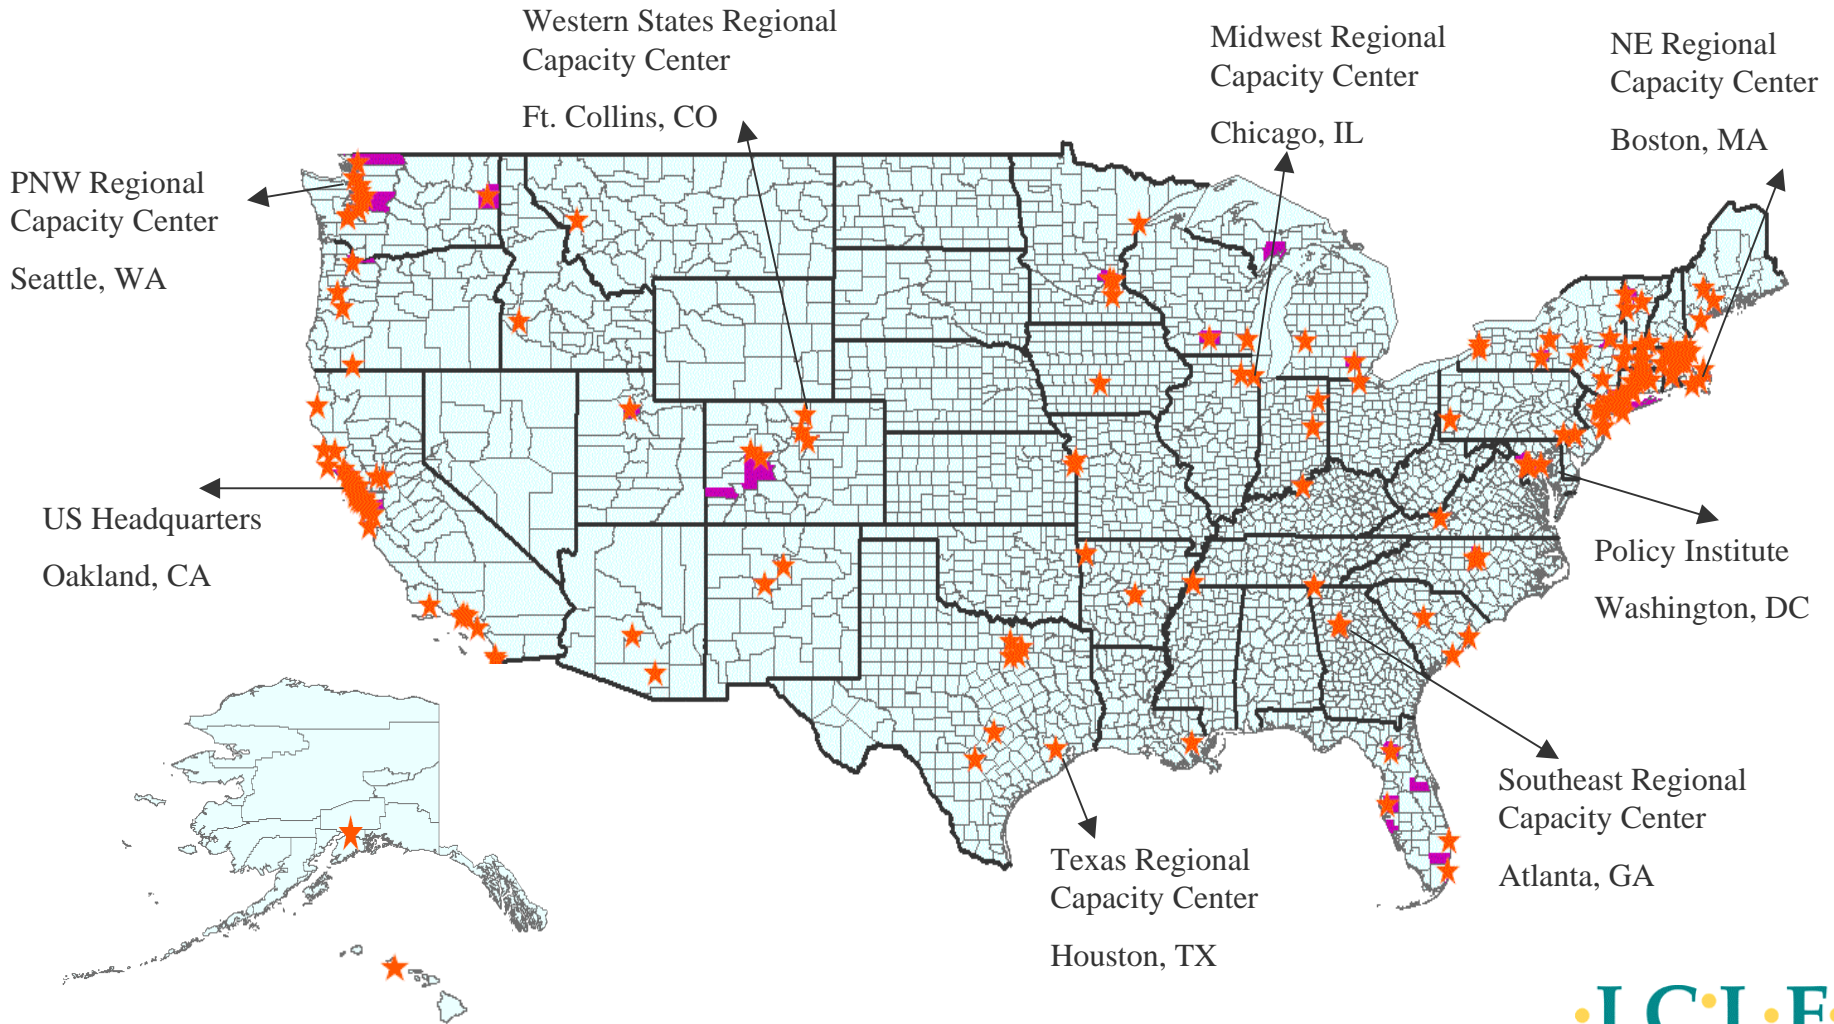 Western States Regional
Capacity Center
Ft. Collins, CO
Midwest Regional
Capacity Center
Chicago, IL
NE Regional
Capacity Center
Boston, MA
PNW Regional
Capacity Center
Seattle, WA
US Headquarters
Oakland, CA
Policy Institute
Washington, DC
Southeast Regional
Capacity Center
Atlanta, GA
Texas Regional
Capacity Center
Houston, TX
I·C·L·E·I